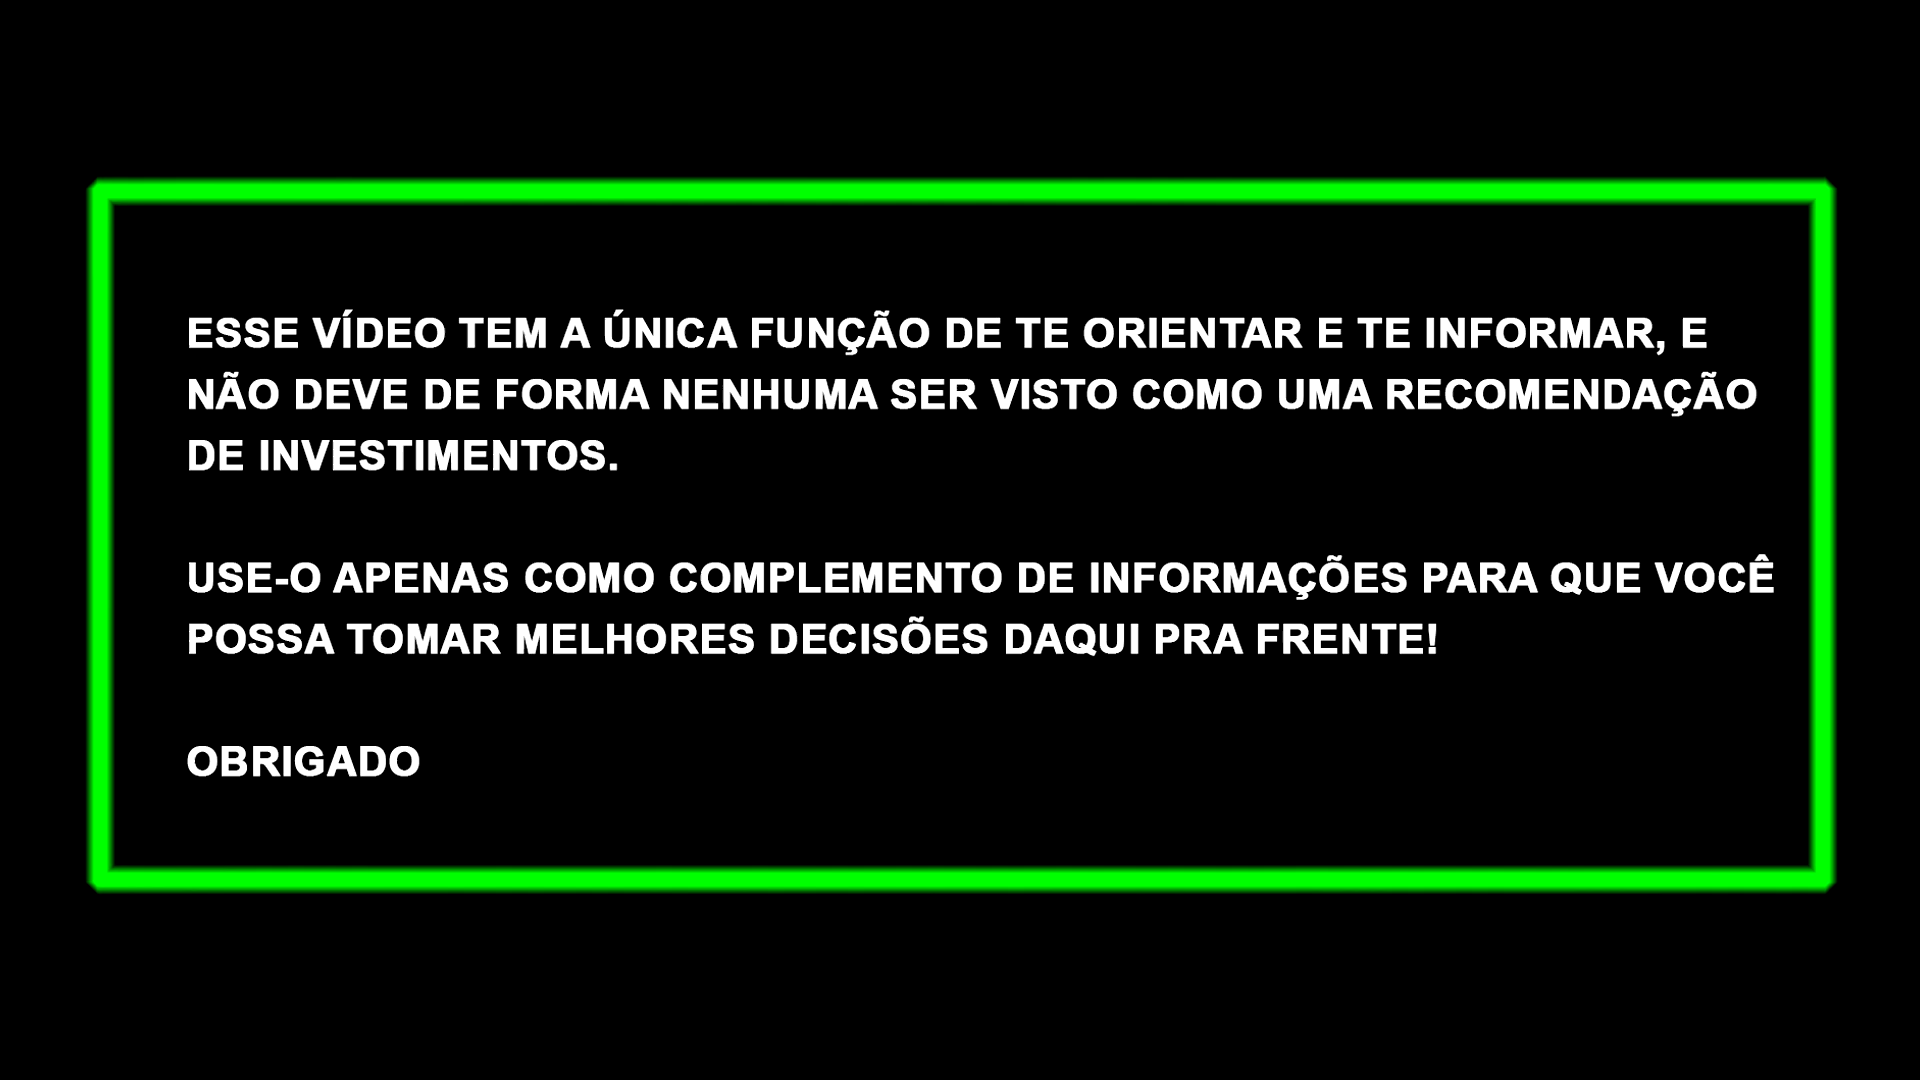 ESSE VÍDEO TEM A ÚNICA FUNÇÃO DE TE ORIENTAR E TE INFORMAR, E
NÃO DEVE DE FORMA NENHUMA SER VISTO COMO UMA RECOMENDAÇÃO
DE INVESTIMENTOS.
USE-O APENAS COMO COMPLEMENTO DE INFORMAÇÕES PARA QUE VOCÊ
POSSA TOMAR MELHORES DECISÕES DAQUI PRA FRENTE!
OBRIGADO